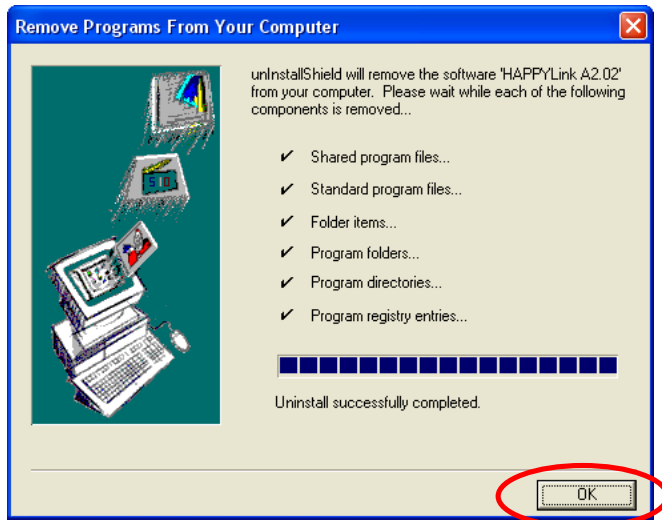 Remove Programs From Your Computer
unInstallShield will remove the software 'HAPPYLink A2.02'
from your computer.  Please wait while each of the following
components is removed...
✔ Shared program files...
✔ Standard program files...
✔ Folder items...
✔ Program folders...
✔ Program directories...
✔ Program registry entries...
Uninstall successfully completed.
OK